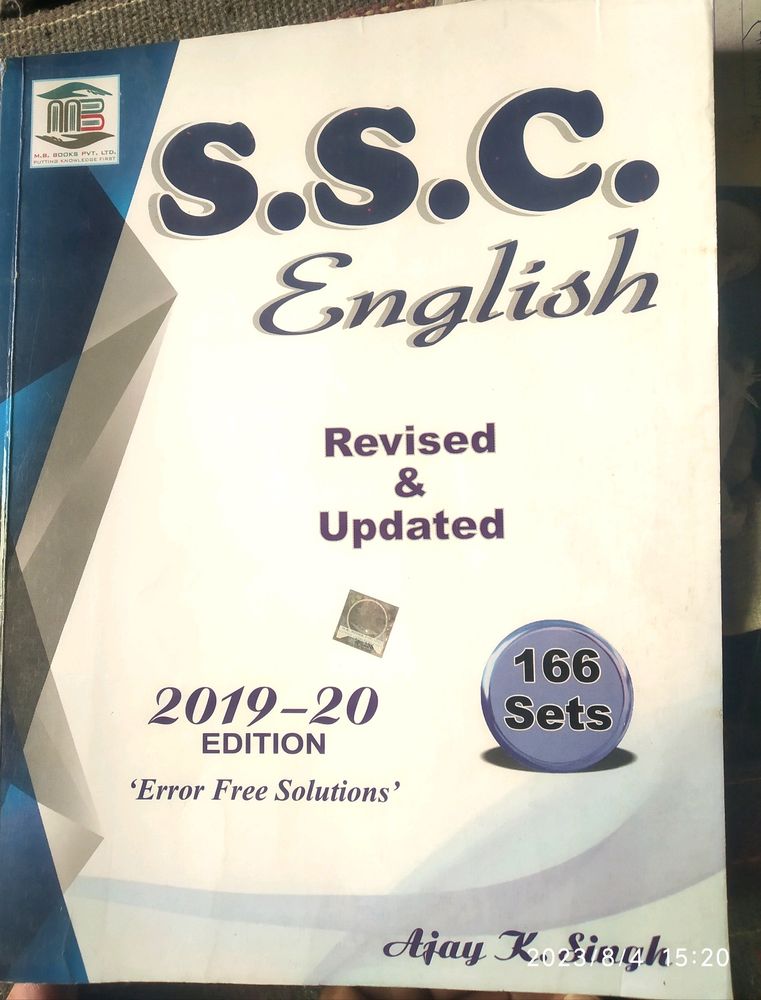 MB
M.B. BOOKS PVT. LTD.
PUTTING KNOWLEDGE FIRST
S.S.C.
English
Revised
&
Updated
166
Sets
2019-20
EDITION
‘Error Free Solutions’
Ajay K. Singh
2023/8/4 15:20